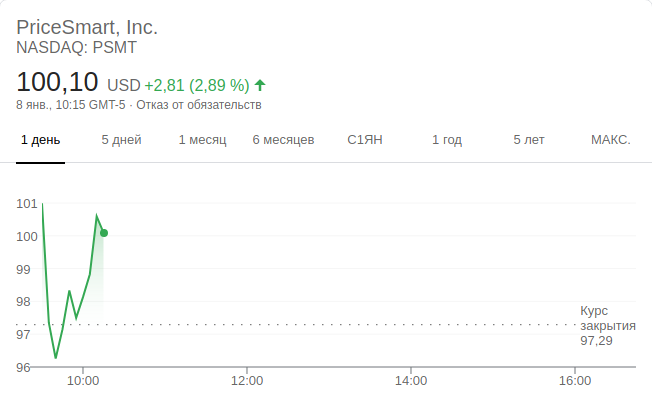 PriceSmart, Inc.
NASDAQ: PSMT
100,10 USD +2,81 (2,89 %)
8 янв., 10:15 GMT-5 · Отказ от обязательств
1 день 5 дней 1 месяц 6 месяцев С1ЯН 1 год 5 лет МАКС.
101
100
99
98
97
96
Курс
закрытия
97,29
10:00 12:00 14:00 16:00